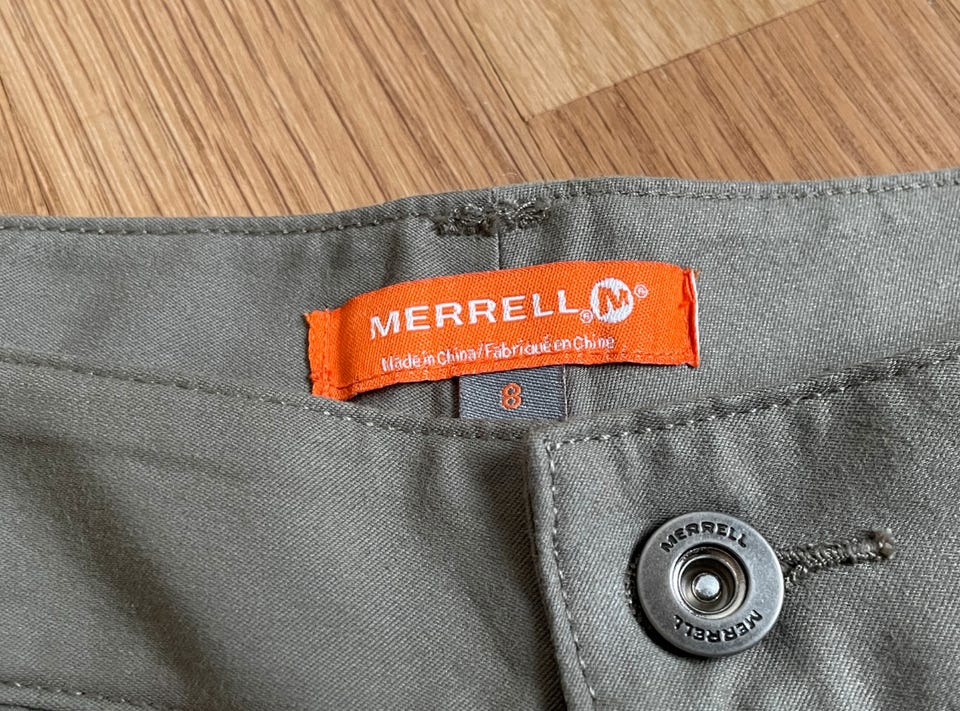 MERRELL® M®
Made in China/Fabriqué en Chine
8
MERRELL
MERRELL